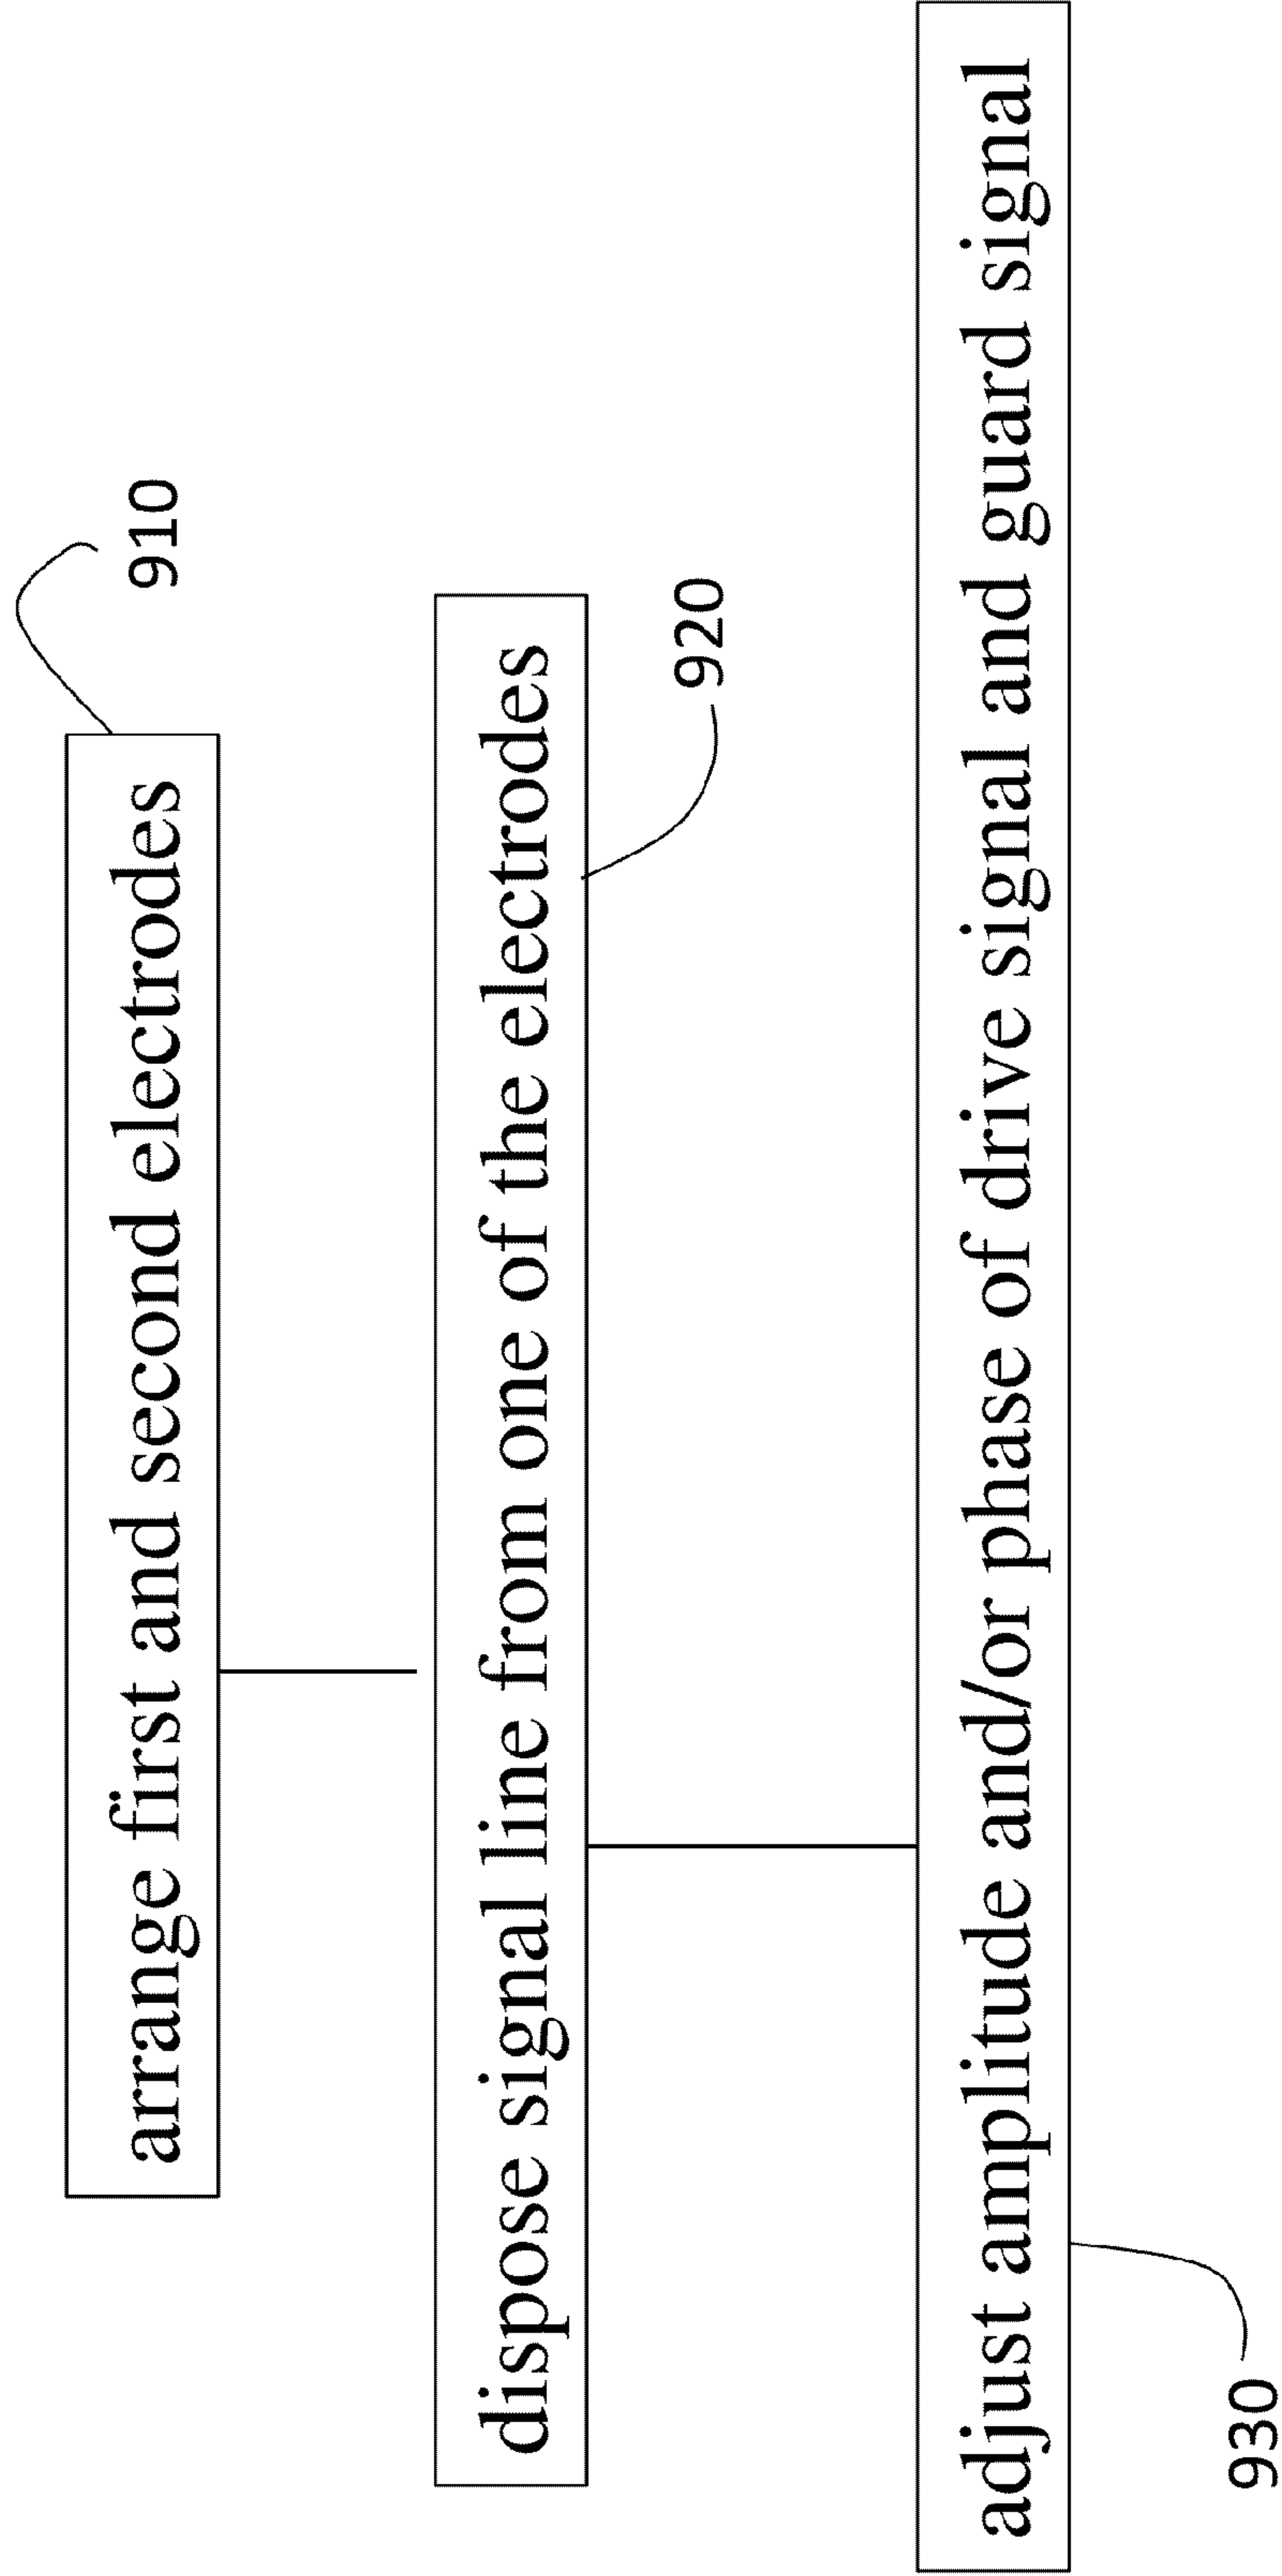 arrange first and second electrodes
910
dispose signal line from one of the electrodes
920
adjust amplitude and/or phase of drive signal and guard signal
930